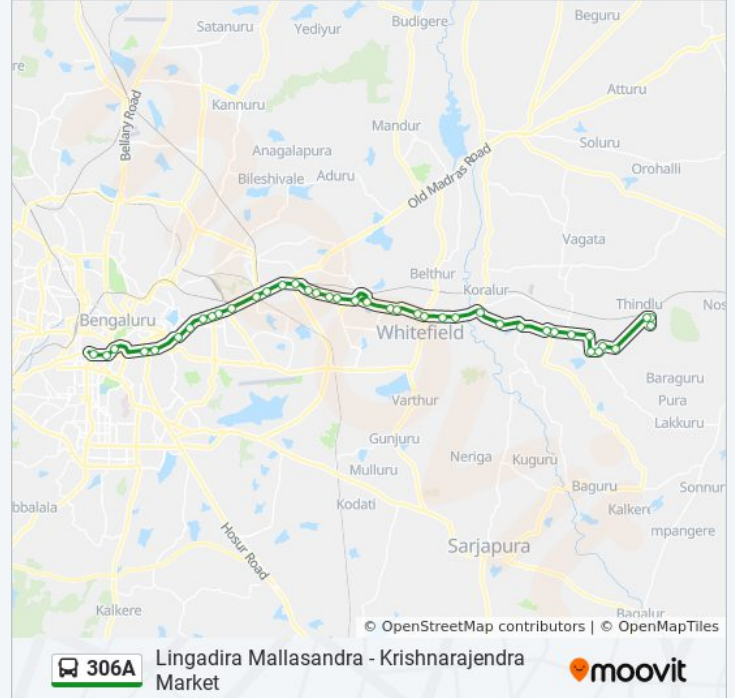 Satanuru
Yediyur
Budigere
Beguru
re
Atturu
Kannuru
Bellary Road
Mandur
Soluru
Anagalapura
Orohalli
Bileshivale
Aduru
Old Madras Road
Vagata
Belthur
Koralur
Thindlu
Nos
Bengaluru
Whitefield
Baraguru
Varthur
Pura
Lakkuru
Gunjuru
Neriga
Kuguru
Mulluru
Baguru
Sonnur
bbalala
Kodati
Kalkere
mpangere
Hosur Road
Sarjapura
Kalkere
Bagalur
© OpenStreetMap contributors | © OpenMapTiles
306A
Lingadira Mallasandra - Krishnarajendra
Market
moovit